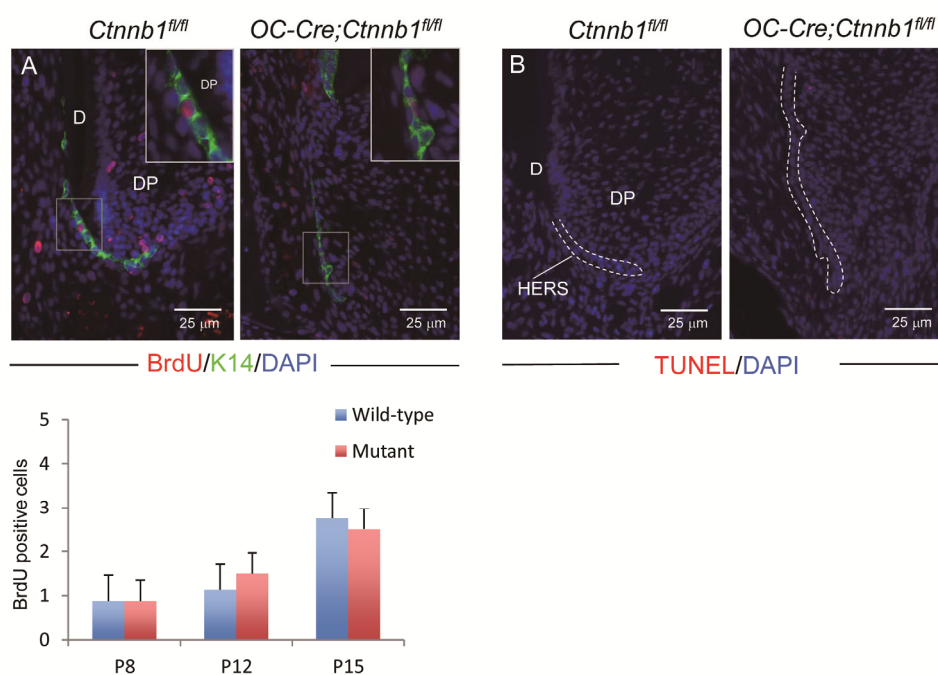 Ctnnb1fl/fl
OC-Cre;Ctnnb1fl/fl
A
D
DP
DP
25 μm
25 μm
BrdU/K14/DAPI
Ctnnb1fl/fl
OC-Cre;Ctnnb1fl/fl
B
D
DP
HERS
25 μm
25 μm
TUNEL/DAPI
Wild-type
Mutant
BrdU positive cells
5
4
3
2
1
0
P8
P12
P15